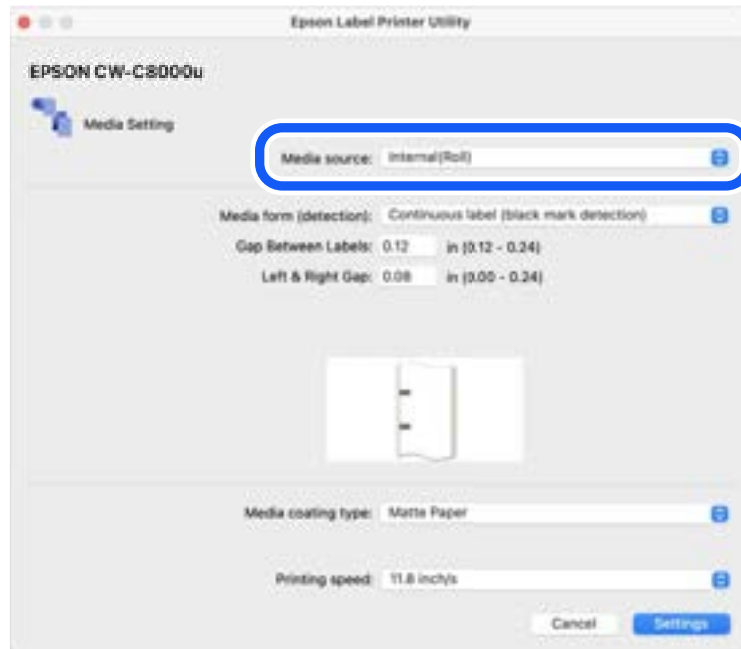 Epson Label Printer Utility
EPSON CW-C8000u
Media Setting
Media source: Internal(Roll)
Media form (detection): Continuous label (black mark detection)
Gap Between Labels: 0.12 in (0.12 - 0.24)
Left & Right Gap: 0.08 in (0.00 - 0.24)
Media coating type: Matte Paper
Printing speed: 11.8 inch/s
Cancel Settings